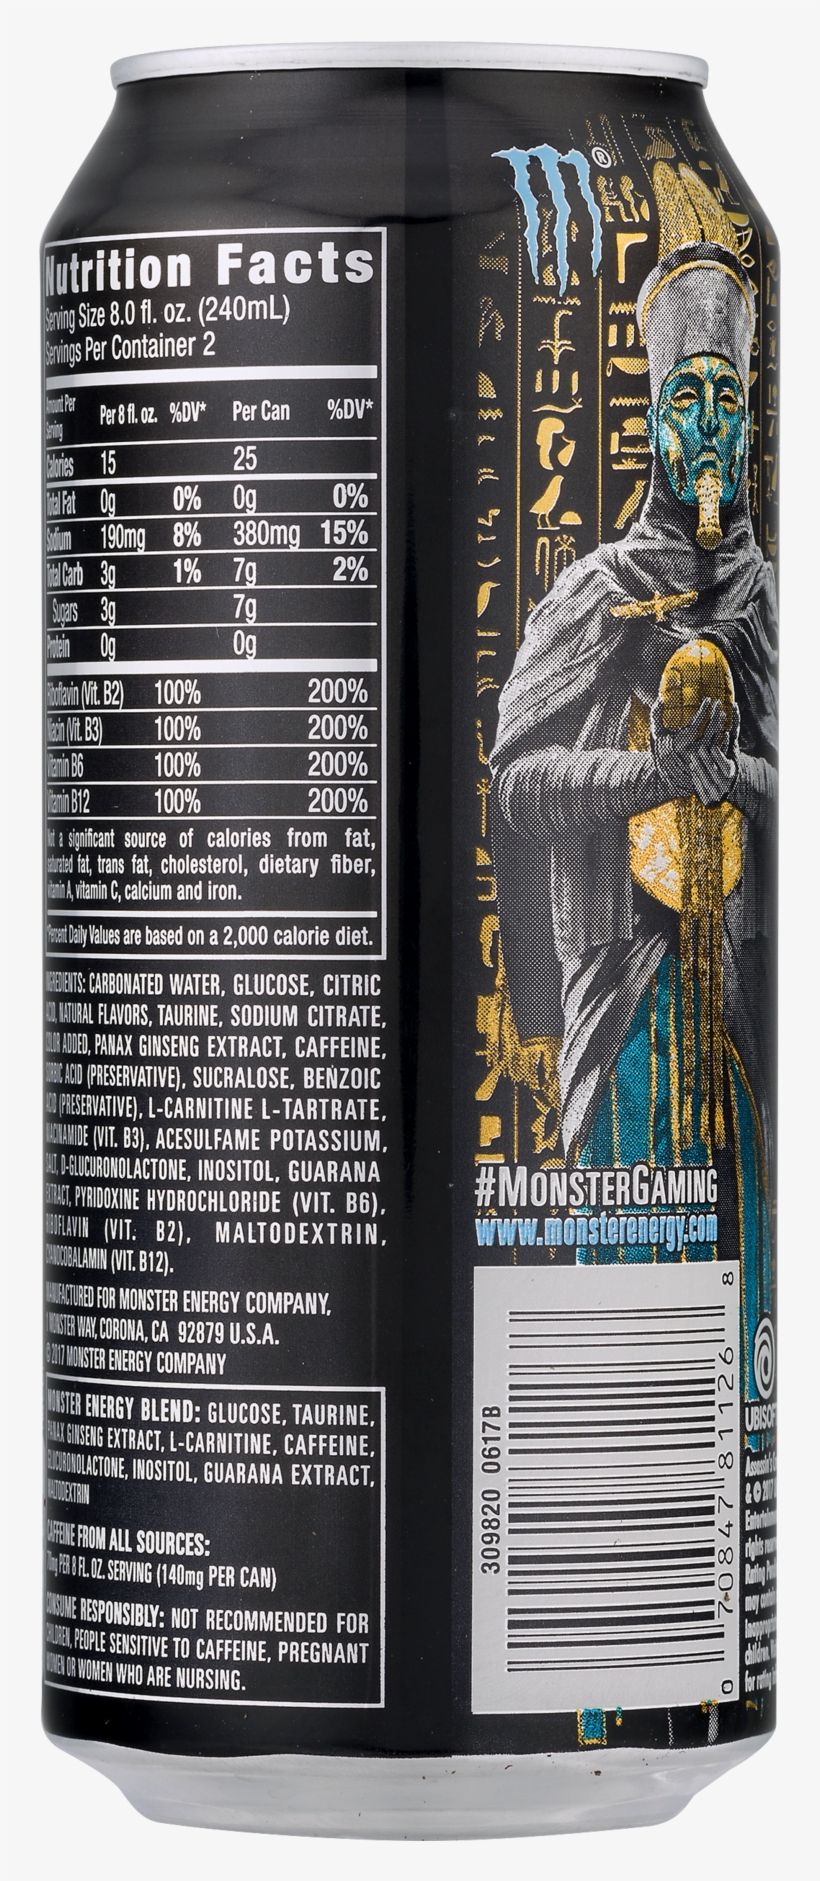 Nutrition Facts
Serving Size 8.0 fl. oz. (240mL)
Servings Per Container 2
Amount Per Serving Per 8 fl. oz. %DV* Per Can %DV*
Calories 15 25
Total Fat 0g 0% 0g 0%
Sodium 190mg 8% 380mg 15%
Total Carb 3g 1% 7g 2%
Sugars 3g 7g
Protein 0g 0g
Riboflavin (Vit. B2) 100% 200%
Niacin (Vit. B3) 100% 200%
Vitamin B6 100% 200%
Vitamin B12 100% 200%
Not a significant source of calories from fat,
saturated fat, trans fat, cholesterol, dietary fiber,
vitamin A, vitamin C, calcium and iron.
*Percent Daily Values are based on a 2,000 calorie diet.
INGREDIENTS: CARBONATED WATER, GLUCOSE, CITRIC
ACID, NATURAL FLAVORS, TAURINE, SODIUM CITRATE,
COLOR ADDED, PANAX GINSENG EXTRACT, CAFFEINE,
SORBIC ACID (PRESERVATIVE), SUCRALOSE, BENZOIC
ACID (PRESERVATIVE), L-CARNITINE L-TARTRATE,
NIACINAMIDE (VIT. B3), ACESULFAME POTASSIUM,
SALT, D-GLUCURONOLACTONE, INOSITOL, GUARANA
EXTRACT, PYRIDOXINE HYDROCHLORIDE (VIT. B6),
RIBOFLAVIN (VIT. B2), MALTODEXTRIN,
CYANOCOBALAMIN (VIT. B12).
MANUFACTURED FOR MONSTER ENERGY COMPANY,
1 MONSTER WAY, CORONA, CA 92879 U.S.A.
© 2017 MONSTER ENERGY COMPANY
MONSTER ENERGY BLEND: GLUCOSE, TAURINE,
PANAX GINSENG EXTRACT, L-CARNITINE, CAFFEINE,
GLUCURONOLACTONE, INOSITOL, GUARANA EXTRACT,
MALTODEXTRIN
CAFFEINE FROM ALL SOURCES:
70mg PER 8 FL. OZ. SERVING (140mg PER CAN)
CONSUME RESPONSIBLY: NOT RECOMMENDED FOR
CHILDREN, PEOPLE SENSITIVE TO CAFFEINE, PREGNANT
WOMEN OR WOMEN WHO ARE NURSING.
®
#MONSTERGAMING
www.monsterenergy.com
309820 0617B
0 70847 81126 8
UBISOFT
Assassin's
& © 2017
Entertainment
rights
Rating
may
Inappropriate
children.
for rating